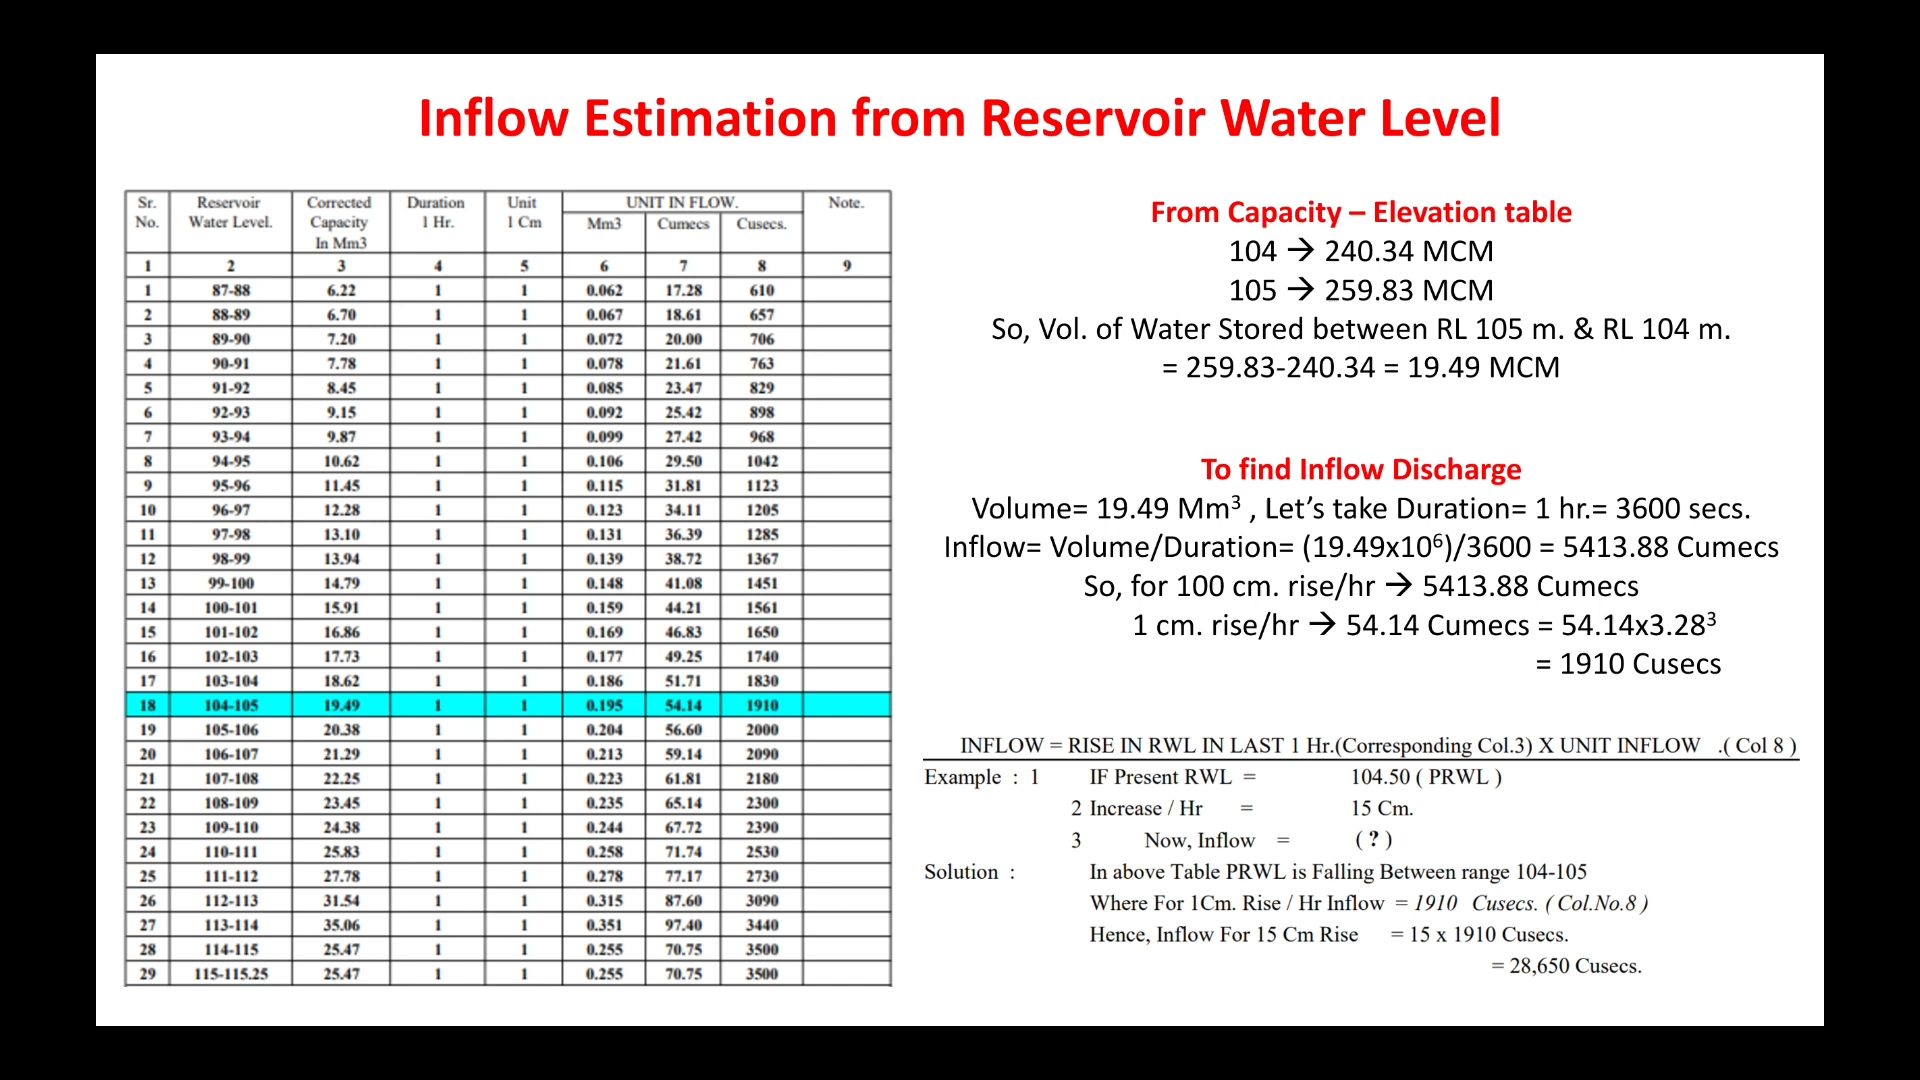 Inflow Estimation from Reservoir Water Level
Sr. No. Reservoir Water Level. Corrected Capacity In Mm3 Duration 1 Hr. Unit 1 Cm UNIT IN FLOW. Mm3 Cumecs Cusecs. Note.
1 2 3 4 5 6 7 8 9
1 87-88 6.22 1 1 0.062 17.28 610
2 88-89 6.70 1 1 0.067 18.61 657
3 89-90 7.20 1 1 0.072 20.00 706
4 90-91 7.78 1 1 0.078 21.61 763
5 91-92 8.45 1 1 0.085 23.47 829
6 92-93 9.15 1 1 0.092 25.42 898
7 93-94 9.87 1 1 0.099 27.42 968
8 94-95 10.62 1 1 0.106 29.50 1042
9 95-96 11.45 1 1 0.115 31.81 1123
10 96-97 12.28 1 1 0.123 34.11 1205
11 97-98 13.10 1 1 0.131 36.39 1285
12 98-99 13.94 1 1 0.139 38.72 1367
13 99-100 14.79 1 1 0.148 41.08 1451
14 100-101 15.91 1 1 0.159 44.21 1561
15 101-102 16.86 1 1 0.169 46.83 1650
16 102-103 17.73 1 1 0.177 49.25 1740
17 103-104 18.62 1 1 0.186 51.71 1830
18 104-105 19.49 1 1 0.195 54.14 1910
19 105-106 20.38 1 1 0.204 56.60 2000
20 106-107 21.29 1 1 0.213 59.14 2090
21 107-108 22.25 1 1 0.223 61.81 2180
22 108-109 23.45 1 1 0.235 65.14 2300
23 109-110 24.38 1 1 0.244 67.72 2390
24 110-111 25.83 1 1 0.258 71.74 2530
25 111-112 27.78 1 1 0.278 77.17 2730
26 112-113 31.54 1 1 0.315 87.60 3090
27 113-114 35.06 1 1 0.351 97.40 3440
28 114-115 25.47 1 1 0.255 70.75 3500
29 115-115.25 25.47 1 1 0.255 70.75 3500
From Capacity – Elevation table
104 → 240.34 MCM
105 → 259.83 MCM
So, Vol. of Water Stored between RL 105 m. & RL 104 m.
= 259.83-240.34 = 19.49 MCM
To find Inflow Discharge
Volume= 19.49 Mm³ , Let’s take Duration= 1 hr.= 3600 secs.
Inflow= Volume/Duration= (19.49x10⁶)/3600 = 5413.88 Cumecs
So, for 100 cm. rise/hr → 5413.88 Cumecs
1 cm. rise/hr → 54.14 Cumecs = 54.14x3.28³
= 1910 Cusecs
INFLOW = RISE IN RWL IN LAST 1 Hr.(Corresponding Col.3) X UNIT INFLOW .( Col 8 )
Example : 1 IF Present RWL = 104.50 ( PRWL )
2 Increase / Hr = 15 Cm.
3 Now, Inflow = ( ? )
Solution : In above Table PRWL is Falling Between range 104-105
Where For 1Cm. Rise / Hr Inflow = 1910 Cusecs. ( Col.No.8 )
Hence, Inflow For 15 Cm Rise = 15 x 1910 Cusecs.
= 28,650 Cusecs.